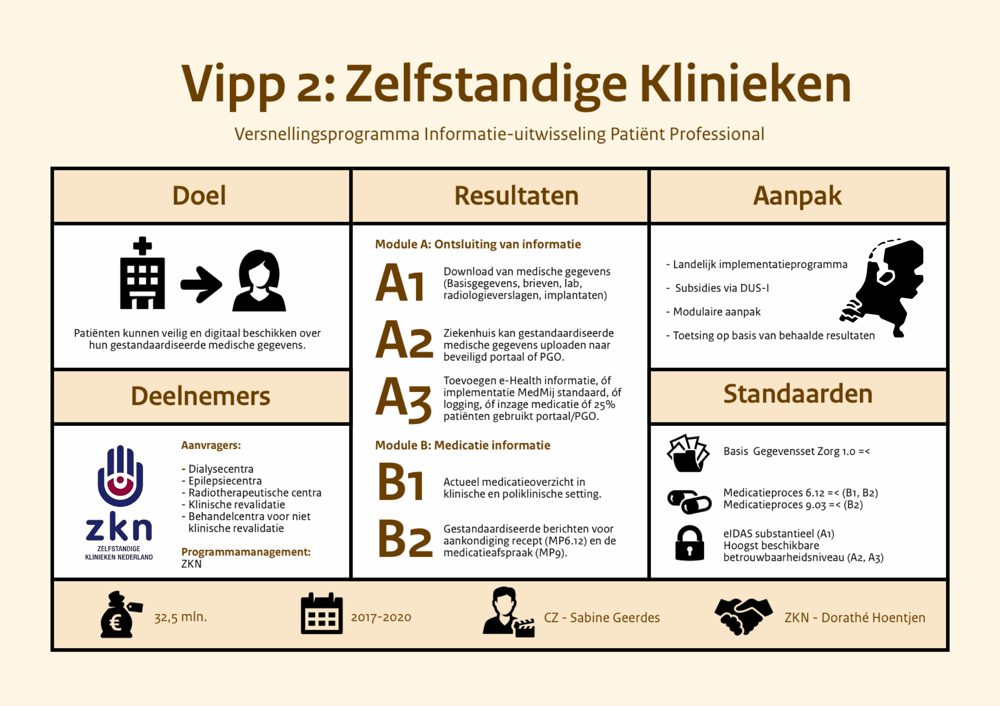 Vipp 2: Zelfstandige Klinieken
Versnellingsprogramma Informatie-uitwisseling Patiënt Professional
Doel
Patiënten kunnen veilig en digitaal beschikken over
hun gestandaardiseerde medische gegevens.
Deelnemers
zkn
ZELFSTANDIGE
KLINIEKEN NEDERLAND
Aanvragers:
- Dialysecentra
- Epilepsiecentra
- Radiotherapeutische centra
- Klinische revalidatie
- Behandelcentra voor niet
klinische revalidatie
Programmamanagement:
ZKN
Resultaten
Module A: Ontsluiting van informatie
A1
Download van medische gegevens
(Basisgegevens, brieven, lab,
radiologieverslagen, implantaten)
A2
Ziekenhuis kan gestandaardiseerde
medische gegevens uploaden naar
beveiligd portaal of PGO.
A3
Toevoegen e-Health informatie, óf
implementatie MedMij standaard, óf
logging, óf inzage medicatie óf 25%
patiënten gebruikt portaal/PGO.
Module B: Medicatie informatie
B1
Actueel medicatieoverzicht in
klinische en poliklinische setting.
B2
Gestandaardiseerde berichten voor
aankondiging recept (MP6.12) en de
medicatieafspraak (MP9).
Aanpak
- Landelijk implementatieprogramma
- Subsidies via DUS-I
- Modulaire aanpak
- Toetsing op basis van behaalde resultaten
Standaarden
Basis Gegevensset Zorg 1.0 =<
Medicatieproces 6.12 =< (B1, B2)
Medicatieproces 9.03 =< (B2)
eIDAS substantieel (A1)
Hoogst beschikbare
betrouwbaarheidsniveau (A2, A3)
€
32,5 mln.
2017-2020
CZ - Sabine Geerdes
ZKN - Dorathé Hoentjen